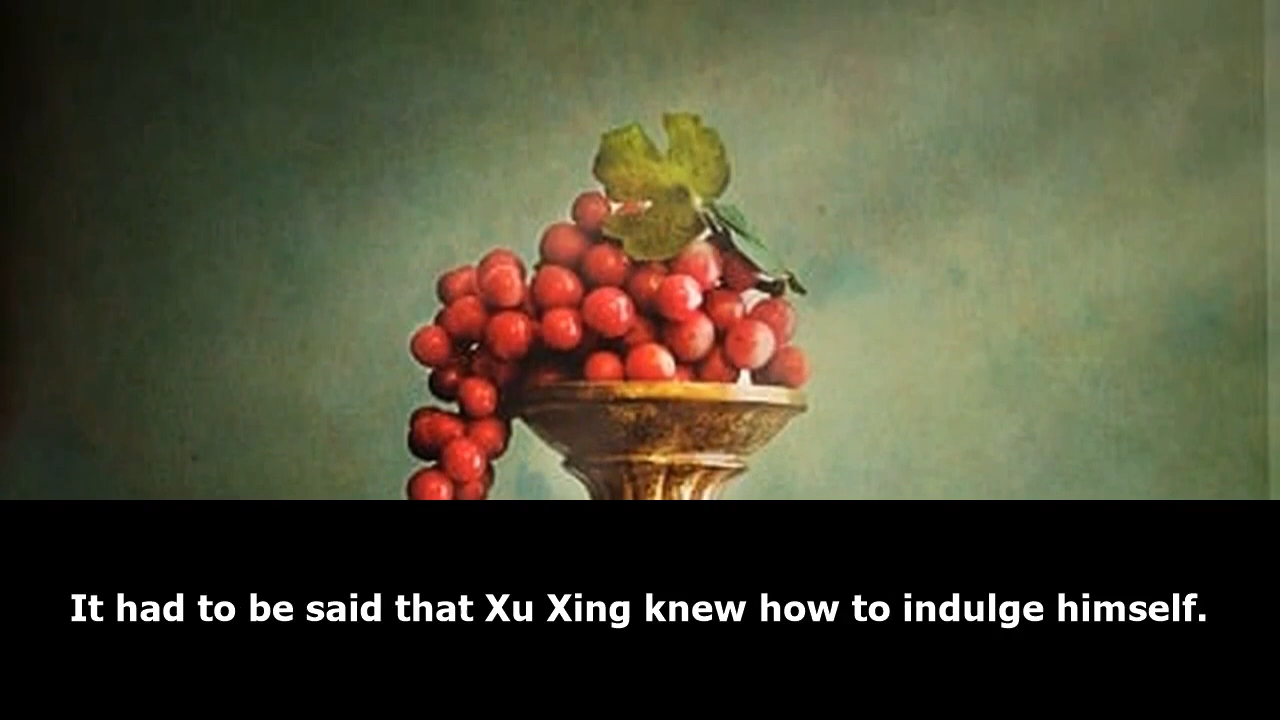 It had to be said that Xu Xing knew how to indulge himself.